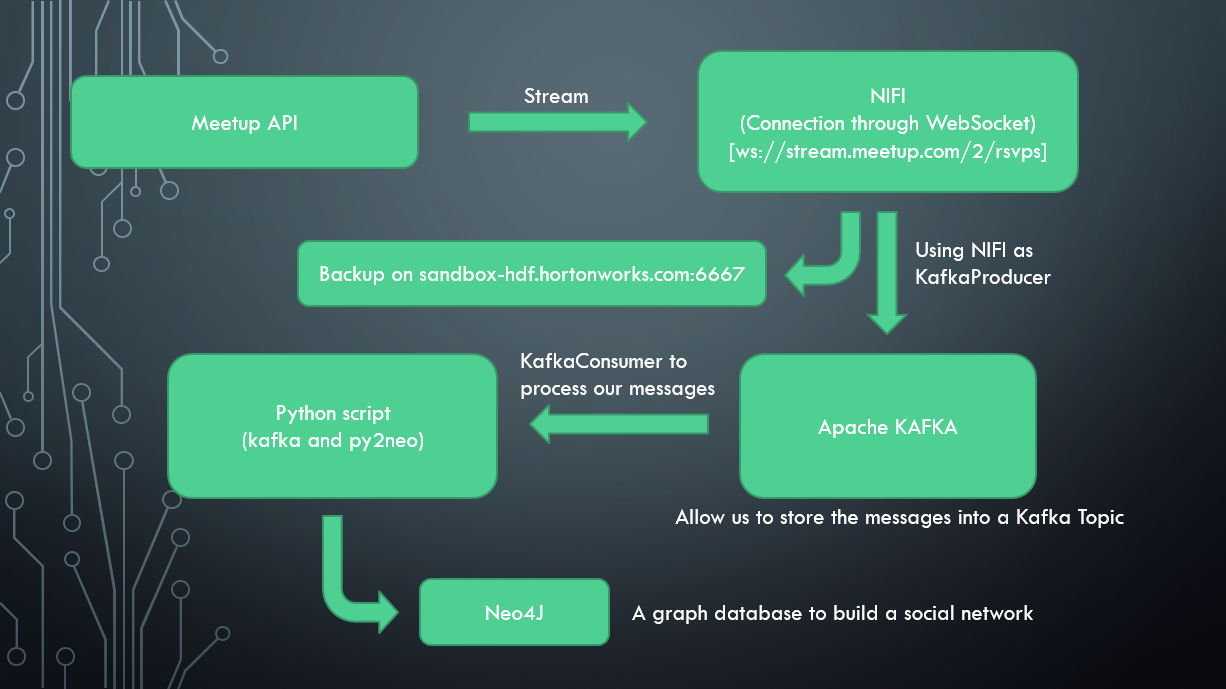 Meetup API
Stream
NIFI
(Connection through WebSocket)
[ws://stream.meetup.com/2/rsvps]
Using NIFI as
KafkaProducer
Backup on sandbox-hdf.hortonworks.com:6667
KafkaConsumer to
process our messages
Python script
(kafka and py2neo)
Apache KAFKA
Allow us to store the messages into a Kafka Topic
Neo4J
A graph database to build a social network